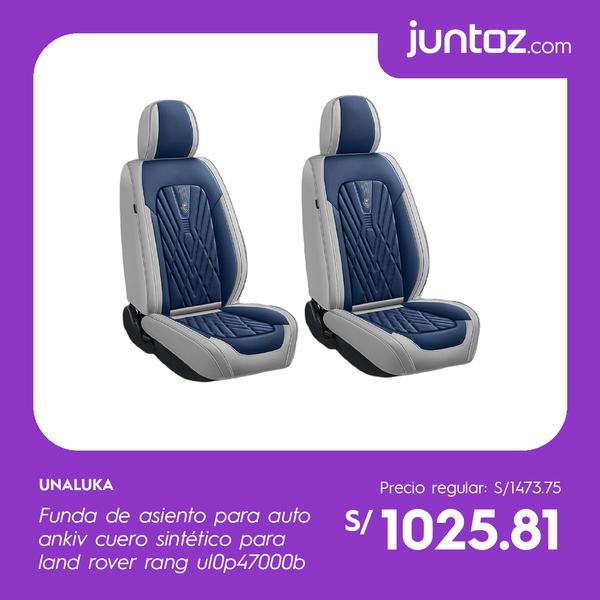 juntoz.com
UNALUKA
Funda de asiento para auto
ankiv cuero sintético para
land rover rang ul0p47000b
Precio regular: S/1473.75
S/1025.81